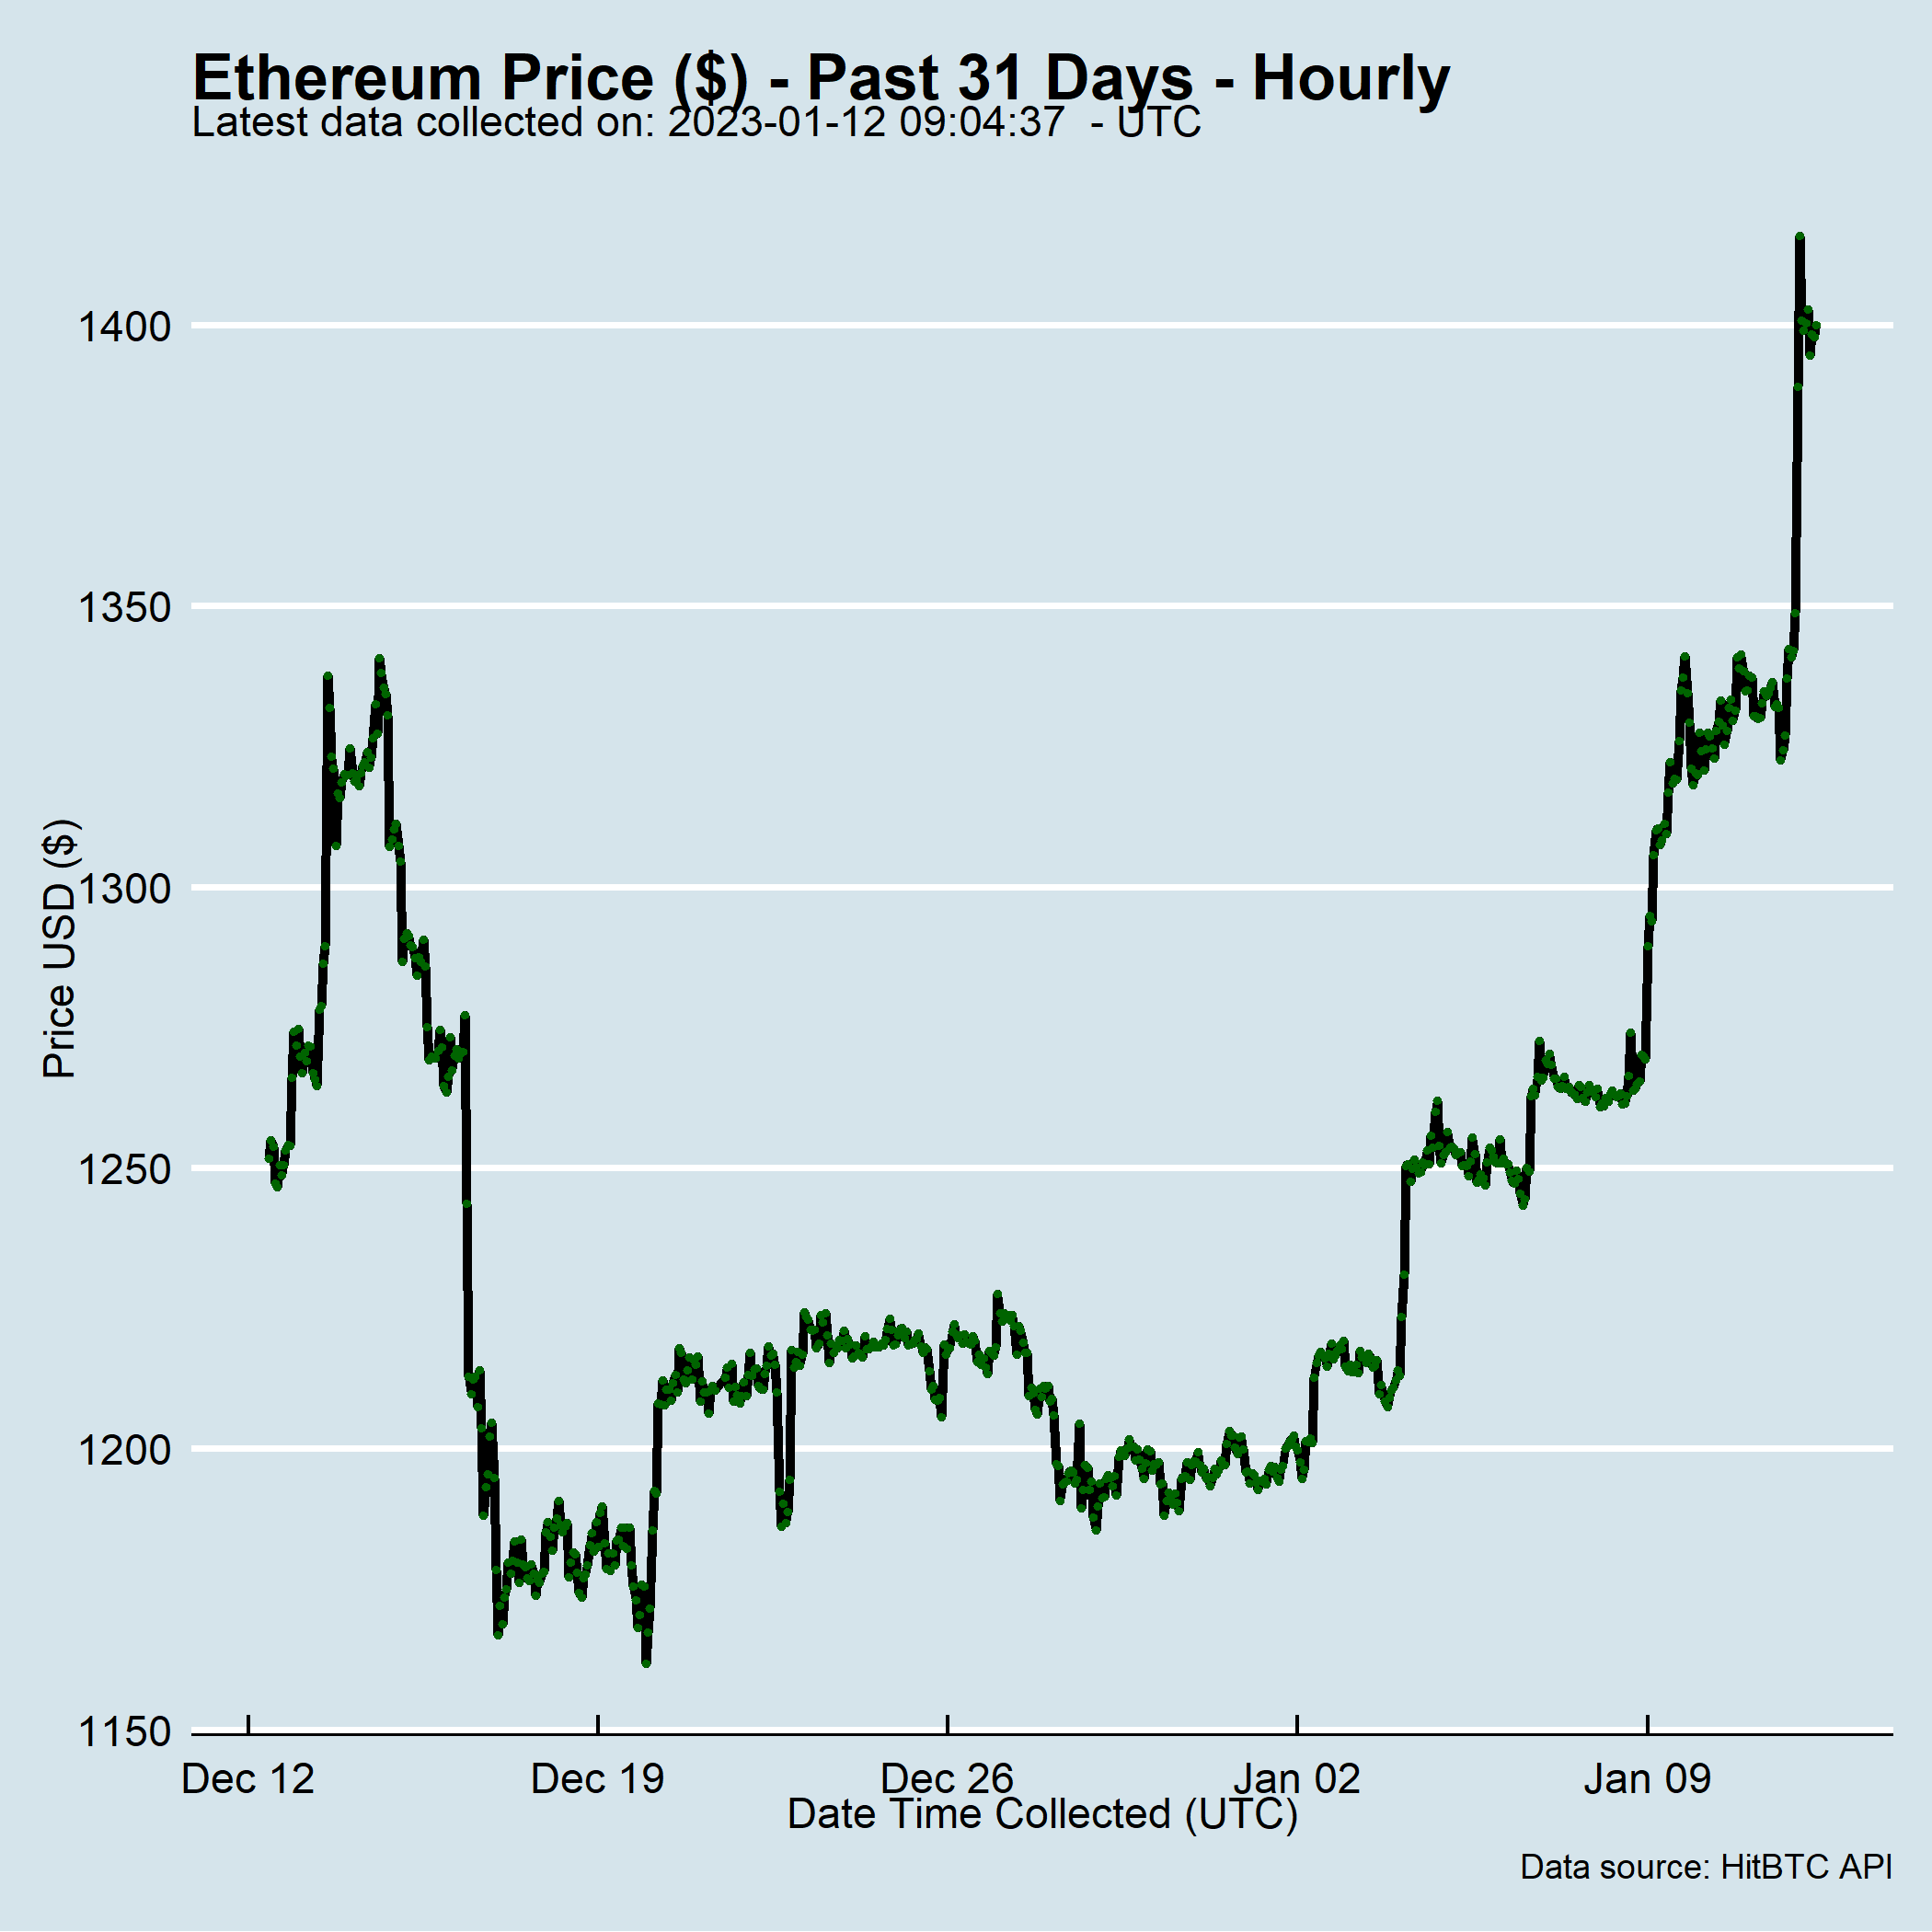 Ethereum Price ($) - Past 31 Days - Hourly
Latest data collected on: 2023-01-12 09:04:37  - UTC
Price USD ($)
1400
1350
1300
1250
1200
1150
Dec 12
Dec 19
Dec 26
Jan 02
Jan 09
Date Time Collected (UTC)
Data source: HitBTC API